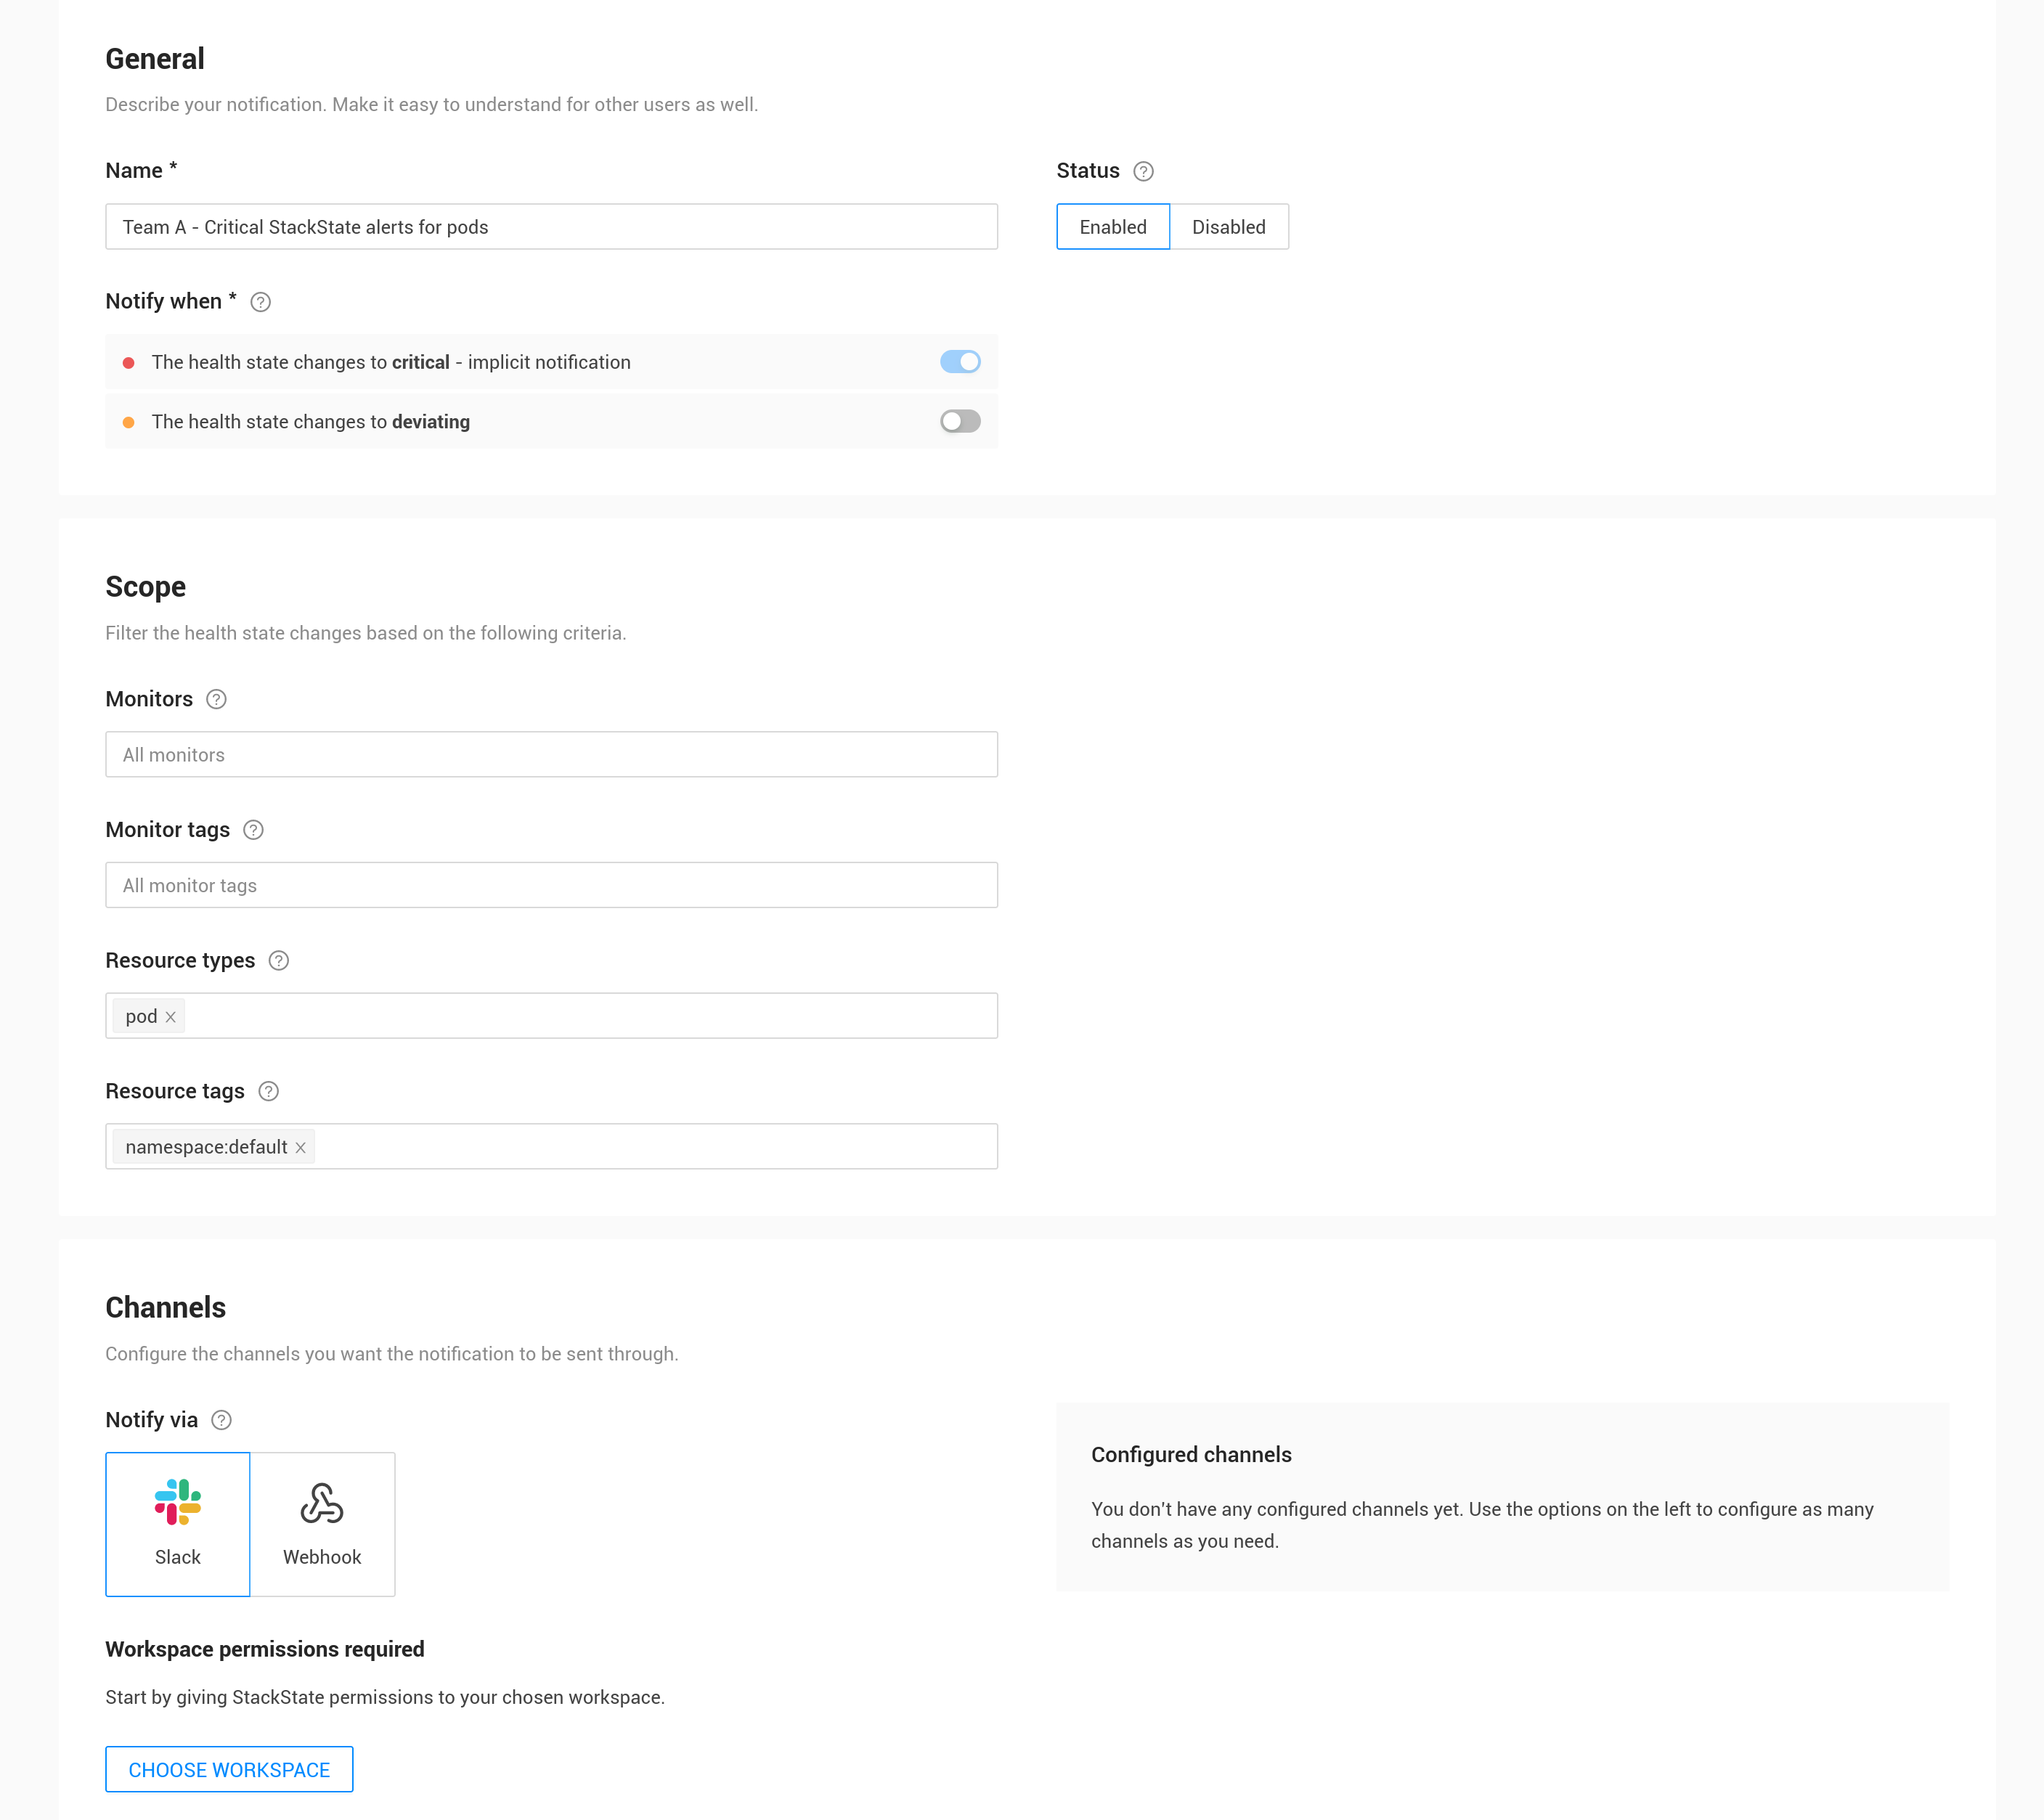 General
Describe your notification. Make it easy to understand for other users as well.
Name *
Team A - Critical StackState alerts for pods
Status
Enabled
Disabled
Notify when *
The health state changes to critical - implicit notification
The health state changes to deviating
Scope
Filter the health state changes based on the following criteria.
Monitors
All monitors
Monitor tags
All monitor tags
Resource types
pod
Resource tags
namespace:default
Channels
Configure the channels you want the notification to be sent through.
Notify via
Slack
Webhook
Configured channels
You don't have any configured channels yet. Use the options on the left to configure as many
channels as you need.
Workspace permissions required
Start by giving StackState permissions to your chosen workspace.
CHOOSE WORKSPACE